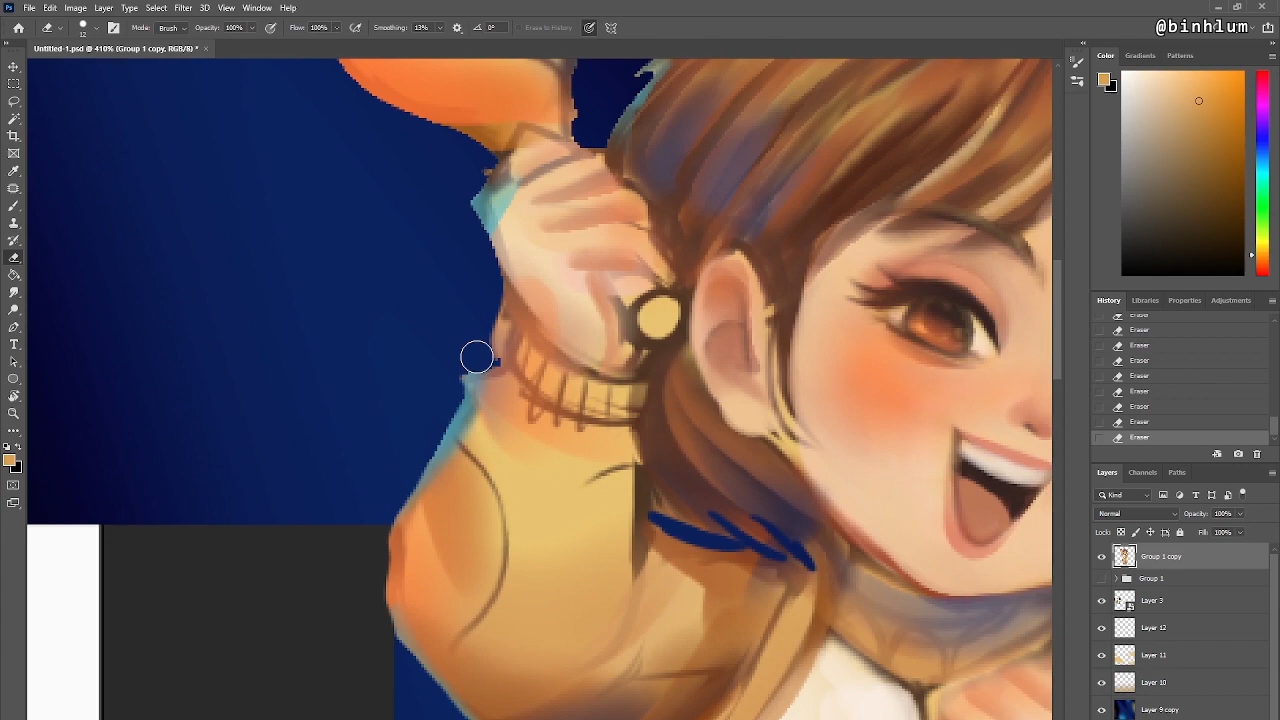 File Edit Image Layer Type Select Filter 3D View Window Help
Mode: Brush Opacity: 100% Flow: 100% Smoothing: 13% 0° Erase to History
@binhlum
12
Untitled-1.psd @ 410% (Group 1 copy, RGB/8) * ×
Color Gradients Patterns
History Libraries Properties Adjustments
Eraser
Eraser
Eraser
Eraser
Eraser
Eraser
Eraser
Eraser
Eraser
Layers Channels Paths
Kind
Normal Opacity: 100%
Lock: Fill: 100%
Group 1 copy
Group 1
Layer 3
Layer 12
Layer 11
Layer 10
Layer 9 copy